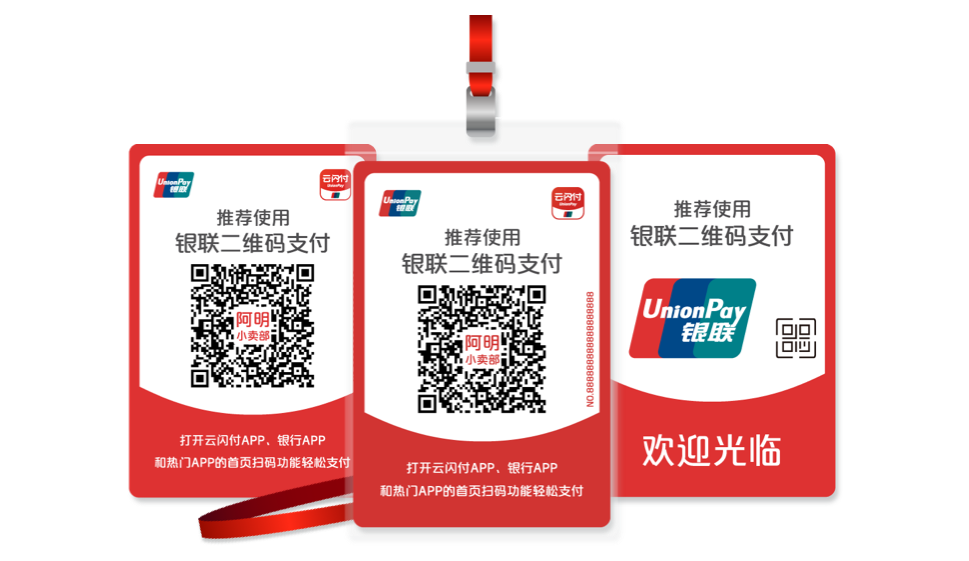 UnionPay
银联
云闪付
UnionPay
推荐使用
银联二维码支付
阿明
小卖部
打开云闪付APP、银行APP
和热门APP的首页扫码功能轻松支付
UnionPay
银联
云闪付
UnionPay
推荐使用
银联二维码支付
阿明
小卖部
NO.8888888888888888888
打开云闪付APP、银行APP
和热门APP的首页扫码功能轻松支付
推荐使用
银联二维码支付
UnionPay
银联
欢迎光临